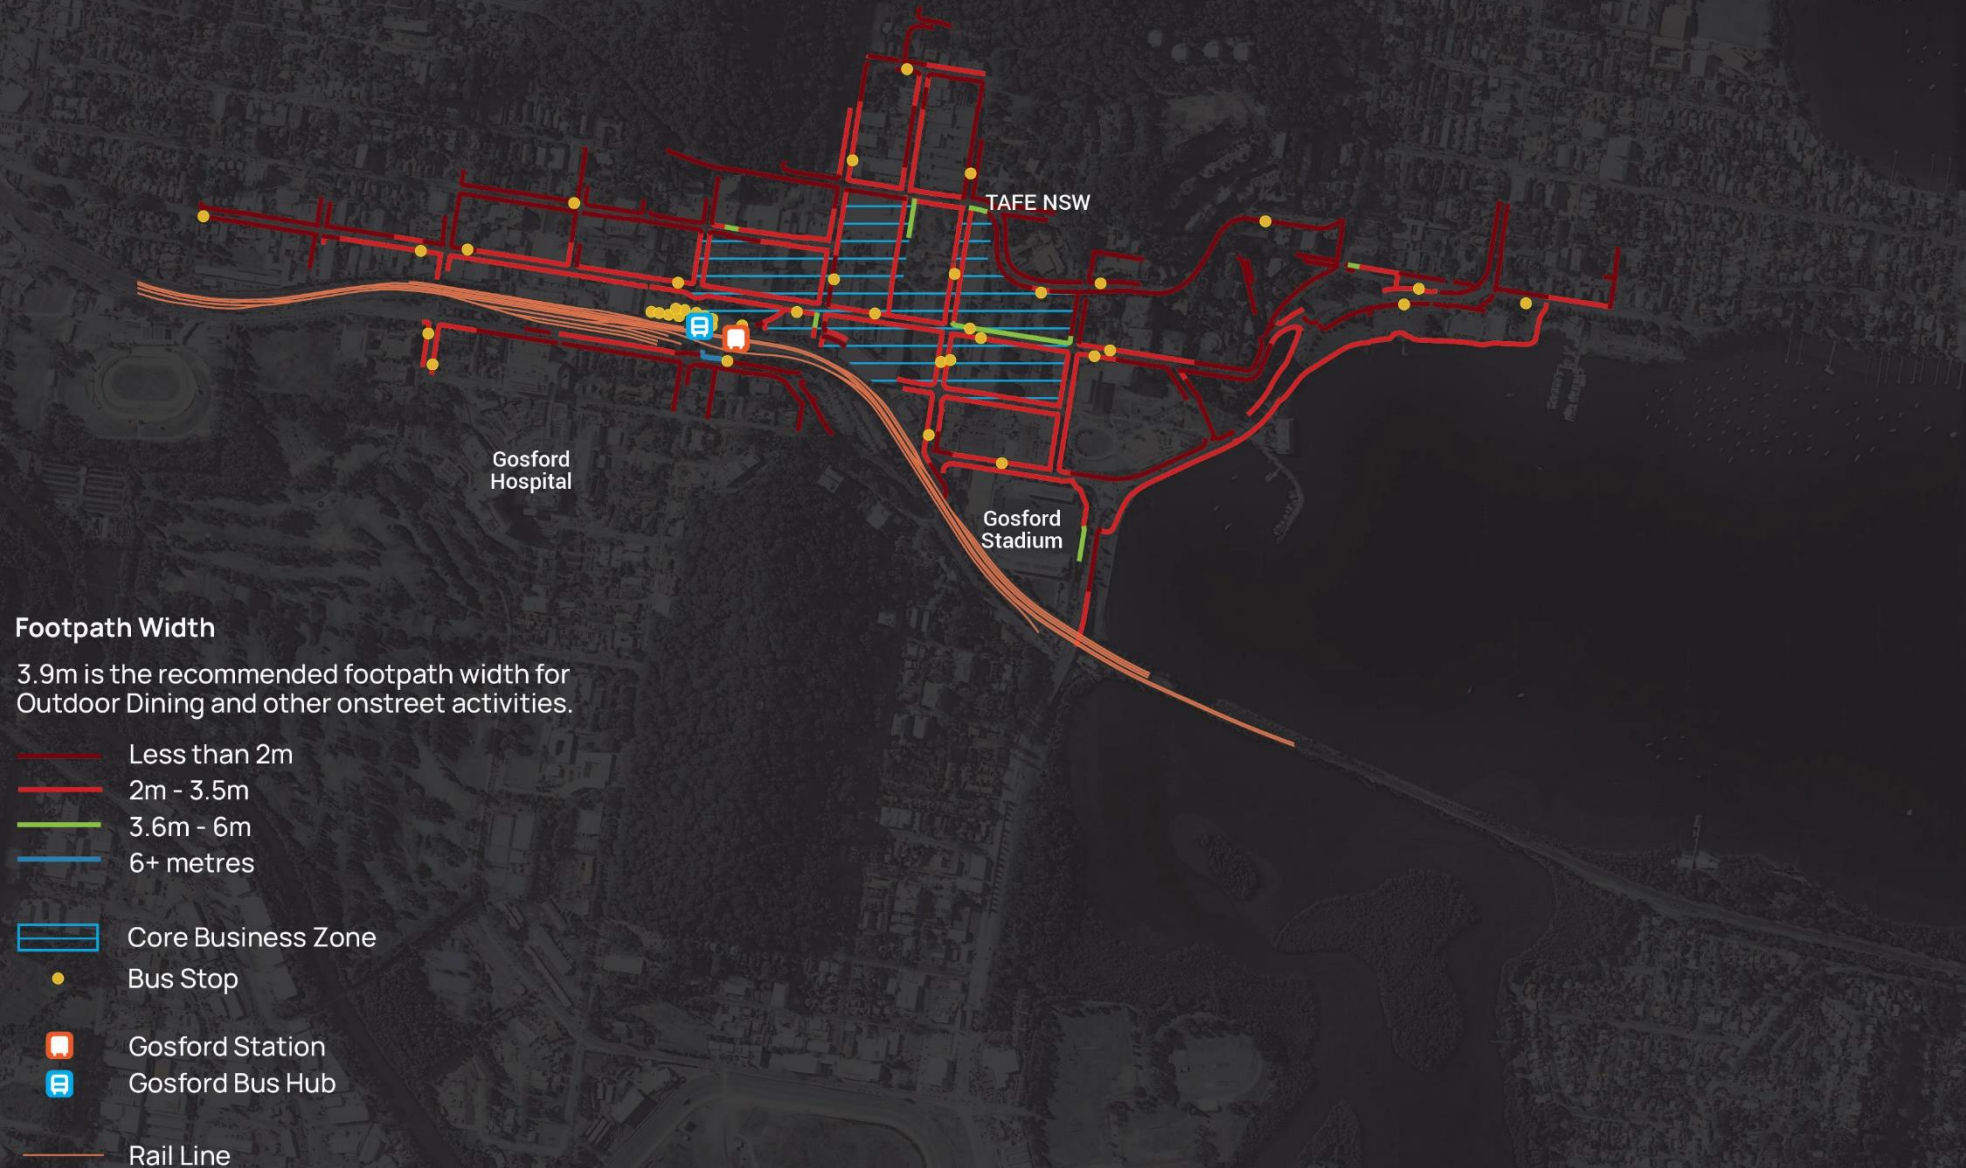 TAFE NSW
Gosford
Hospital
Gosford
Stadium
Footpath Width
3.9m is the recommended footpath width for
Outdoor Dining and other onstreet activities.
Less than 2m
2m - 3.5m
3.6m - 6m
6+ metres
Core Business Zone
Bus Stop
Gosford Station
Gosford Bus Hub
Rail Line